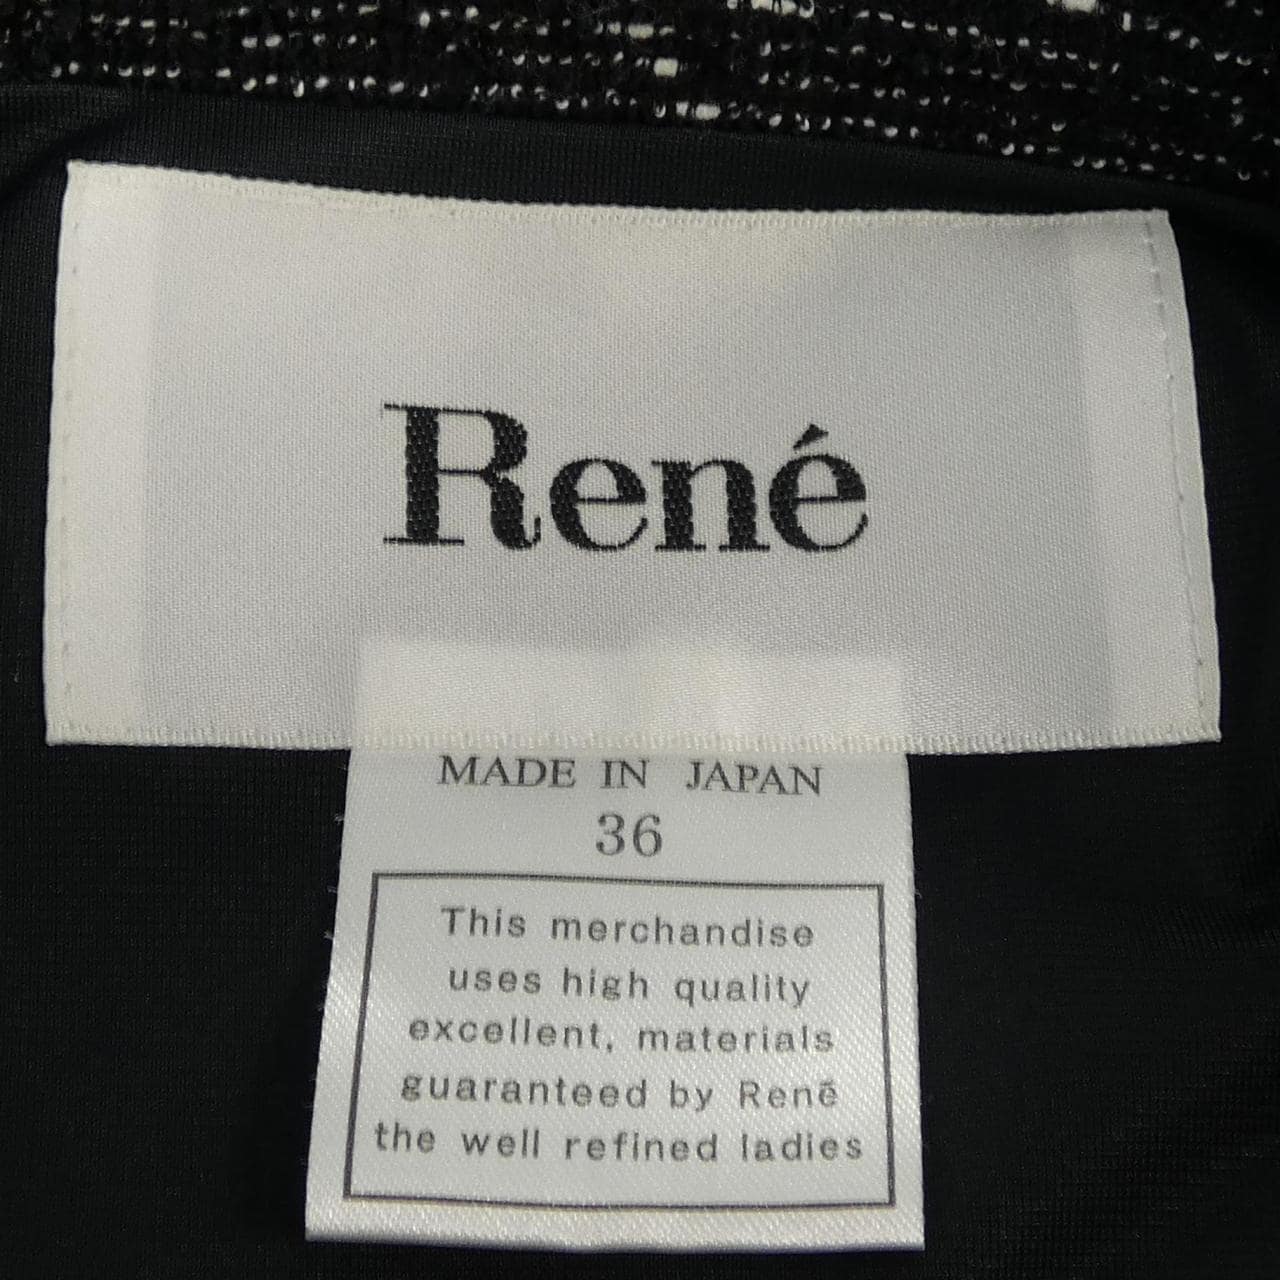 René
MADE IN JAPAN
36
This merchandise
uses high quality
excellent, materials
guaranteed by Renē
the well refined ladies